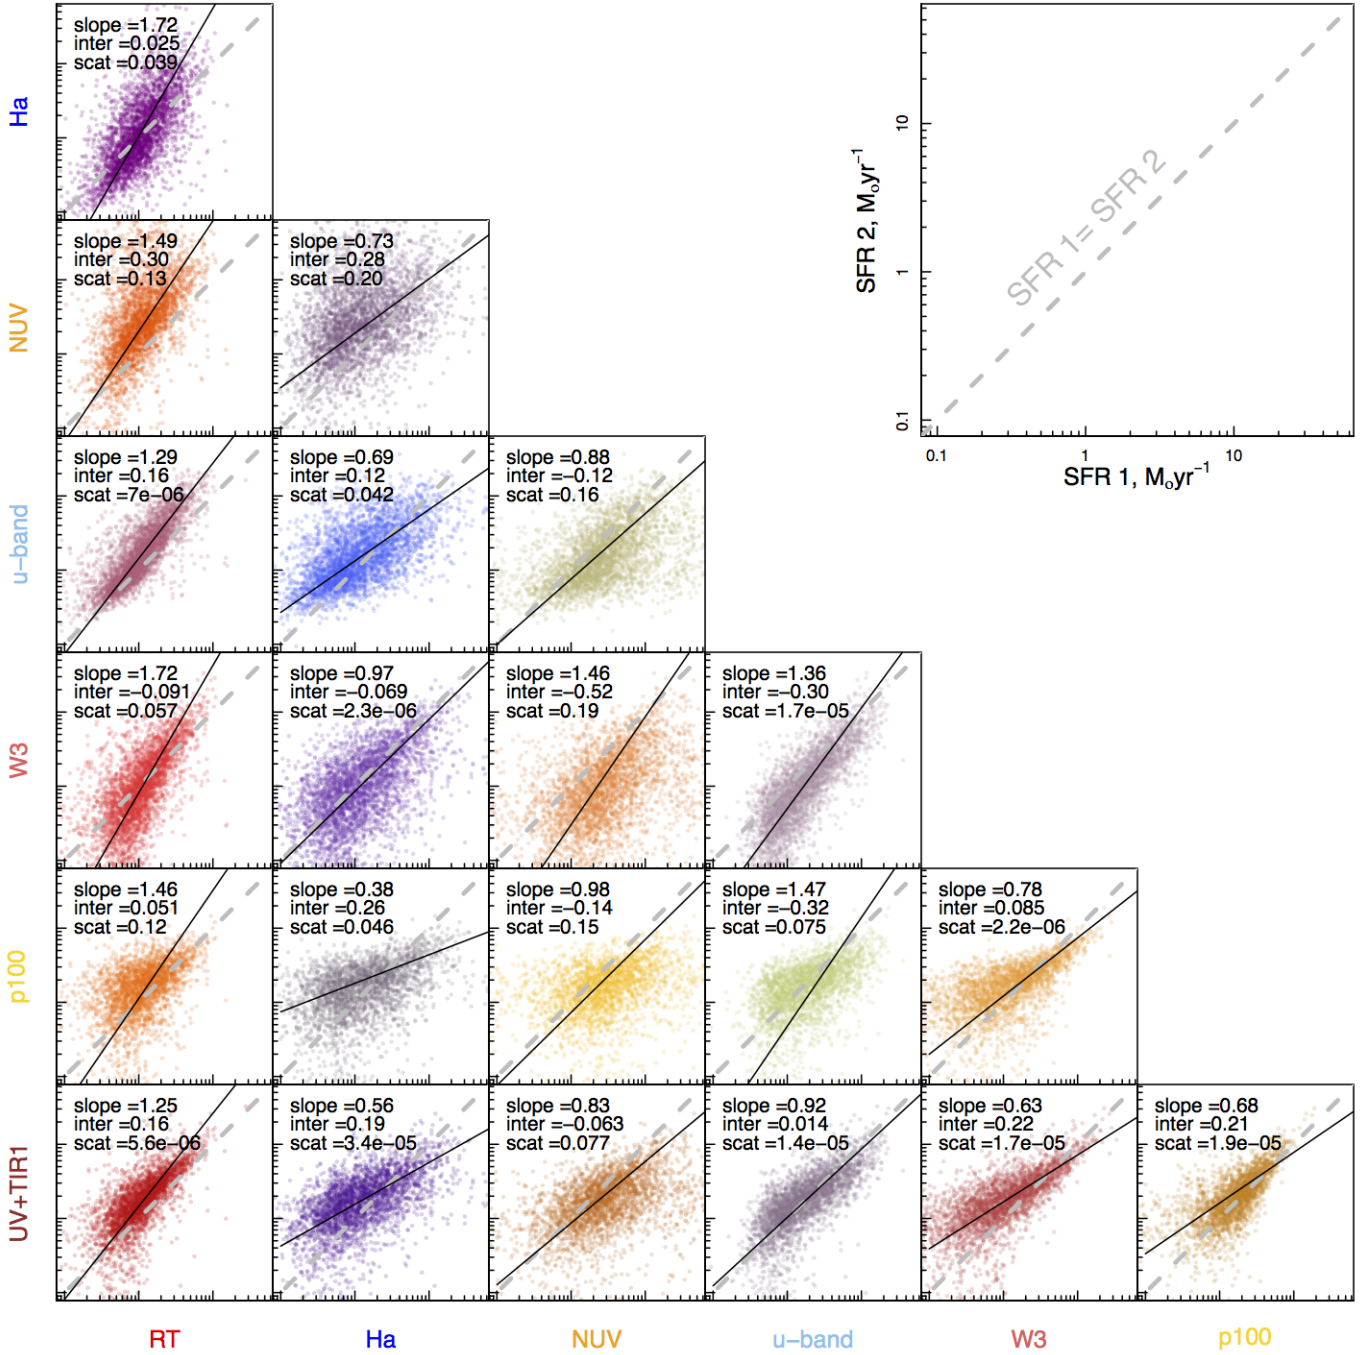 slope =1.72
inter =0.025
scat =0.039
Ha
10
1
0.1
SFR 2, M₀yr⁻¹
SFR 1= SFR 2
0.1 1 10
SFR 1, M₀yr⁻¹
NUV
slope =1.49
inter =0.30
scat =0.13
slope =0.73
inter =0.28
scat =0.20
u−band
slope =1.29
inter =0.16
scat =7e−06
slope =0.69
inter =0.12
scat =0.042
slope =0.88
inter =−0.12
scat =0.16
W3
slope =1.72
inter =−0.091
scat =0.057
slope =0.97
inter =−0.069
scat =2.3e−06
slope =1.46
inter =−0.52
scat =0.19
slope =1.36
inter =−0.30
scat =1.7e−05
p100
slope =1.46
inter =0.051
scat =0.12
slope =0.38
inter =0.26
scat =0.046
slope =0.98
inter =−0.14
scat =0.15
slope =1.47
inter =−0.32
scat =0.075
slope =0.78
inter =0.085
scat =2.2e−06
UV+TIR1
slope =1.25
inter =0.16
scat =5.6e−06
slope =0.56
inter =0.19
scat =3.4e−05
slope =0.83
inter =−0.063
scat =0.077
slope =0.92
inter =0.014
scat =1.4e−05
slope =0.63
inter =0.22
scat =1.7e−05
slope =0.68
inter =0.21
scat =1.9e−05
RT Ha NUV u−band W3 p100